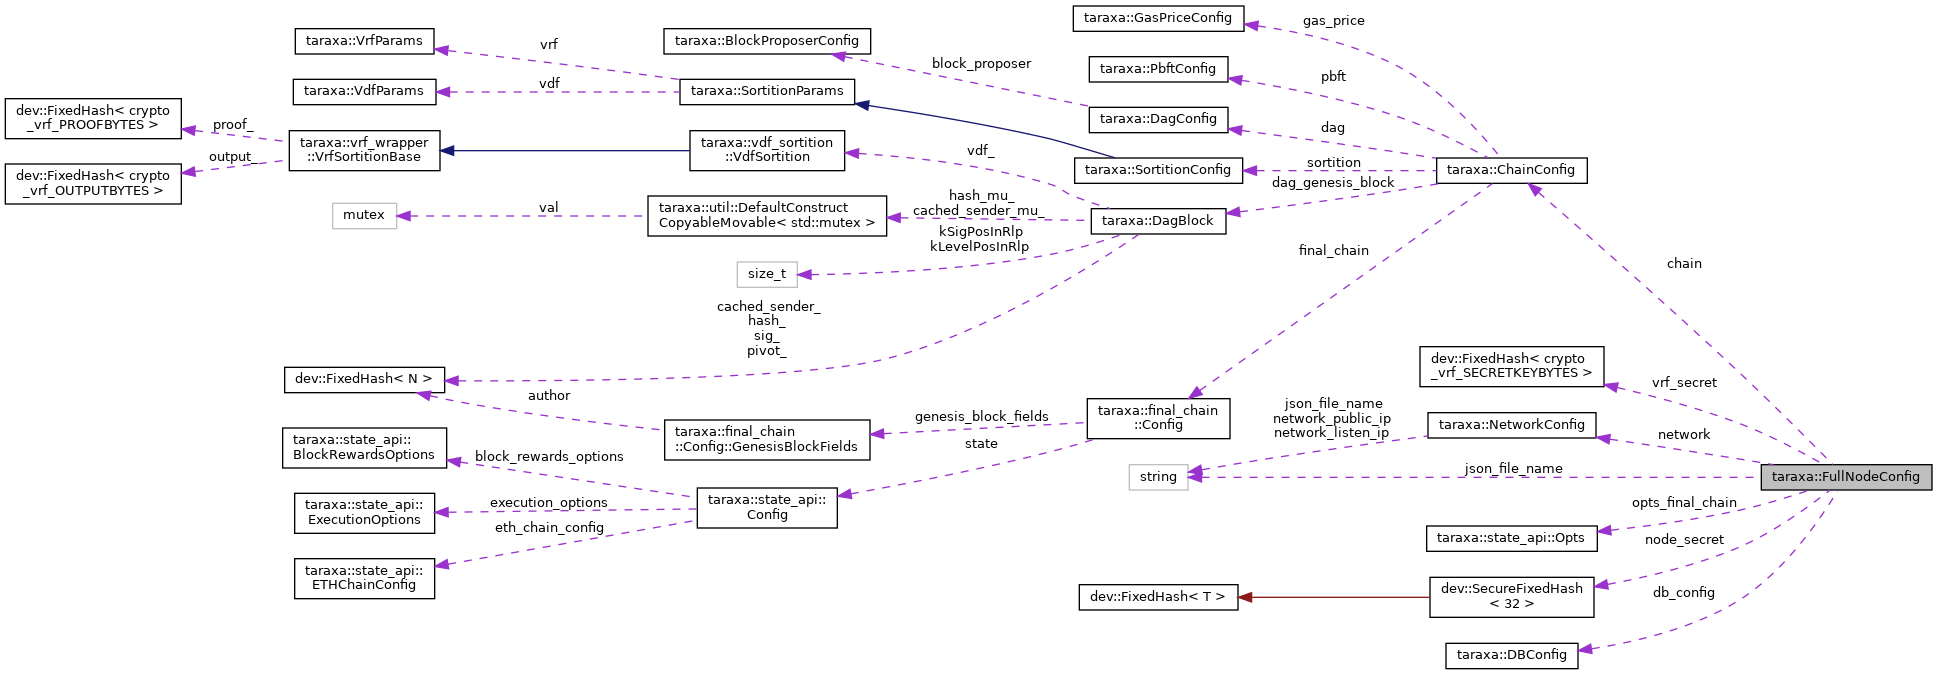 taraxa::GasPriceConfig
gas_price
taraxa::VrfParams
vrf
taraxa::BlockProposerConfig
block_proposer
taraxa::PbftConfig
pbft
taraxa::VdfParams
vdf
taraxa::SortitionParams
dev::FixedHash< crypto
_vrf_PROOFBYTES >
proof_
taraxa::DagConfig
dag
taraxa::vrf_wrapper
::VrfSortitionBase
taraxa::vdf_sortition
::VdfSortition
vdf_
output_
dev::FixedHash< crypto
_vrf_OUTPUTBYTES >
taraxa::SortitionConfig
sortition
dag_genesis_block
taraxa::ChainConfig
mutex
val
taraxa::util::DefaultConstruct
CopyableMovable< std::mutex >
hash_mu_
cached_sender_mu_
taraxa::DagBlock
kSigPosInRlp
kLevelPosInRlp
size_t
final_chain
chain
cached_sender_
hash_
sig_
pivot_
dev::FixedHash< N >
author
dev::FixedHash< crypto
_vrf_SECRETKEYBYTES >
vrf_secret
taraxa::final_chain
::Config::GenesisBlockFields
genesis_block_fields
state
taraxa::final_chain
::Config
json_file_name
network_public_ip
network_listen_ip
taraxa::NetworkConfig
network
taraxa::state_api::
BlockRewardsOptions
block_rewards_options
string
json_file_name
taraxa::FullNodeConfig
taraxa::state_api::
ExecutionOptions
execution_options
eth_chain_config
taraxa::state_api::
Config
opts_final_chain
taraxa::state_api::Opts
node_secret
taraxa::state_api::
ETHChainConfig
dev::FixedHash< T >
dev::SecureFixedHash
< 32 >
db_config
taraxa::DBConfig